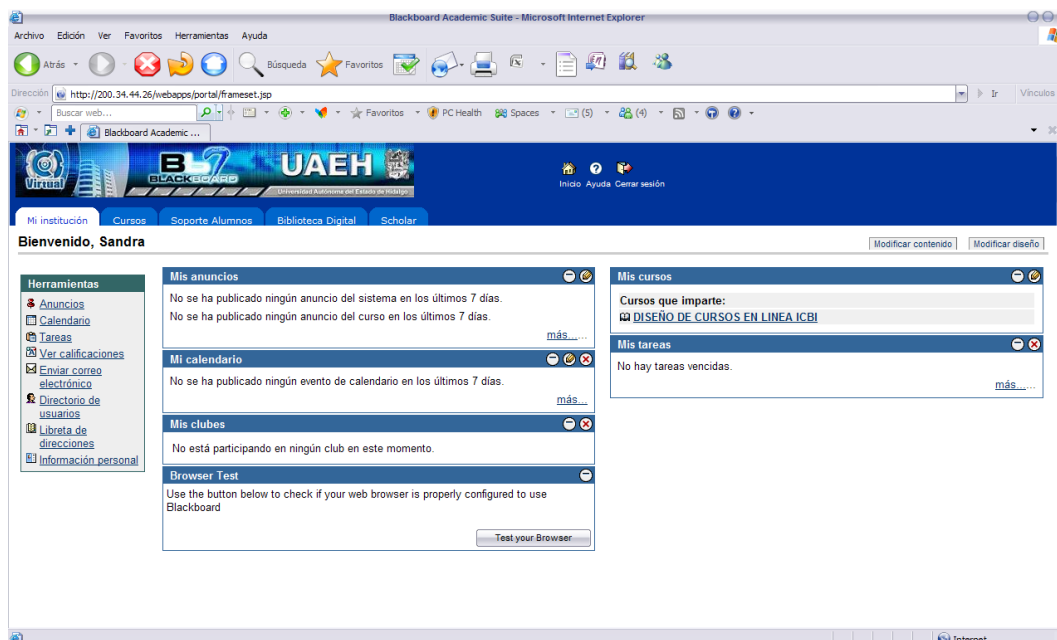 Blackboard Academic Suite - Microsoft Internet Explorer
Archivo Edición Ver Favoritos Herramientas Ayuda
Atrás Búsqueda Favoritos
Dirección http://200.34.44.26/webapps/portal/frameset.jsp Ir Vínculos
Buscar web... Favoritos PC Health Spaces (5) (4)
Blackboard Academic ...
Virtual BLACKBOARD 7 UAEH
Universidad Autónoma del Estado de Hidalgo
Inicio Ayuda Cerrar sesión
Mi institución Cursos Soporte Alumnos Biblioteca Digital Scholar
Bienvenido, Sandra
Modificar contenido Modificar diseño
Herramientas
Anuncios
Calendario
Tareas
Ver calificaciones
Enviar correo
electrónico
Directorio de
usuarios
Libreta de
direcciones
Información personal
Mis anuncios
No se ha publicado ningún anuncio del sistema en los últimos 7 días.
No se ha publicado ningún anuncio del curso en los últimos 7 días.
más......
Mi calendario
No se ha publicado ningún evento de calendario en los últimos 7 días.
más...
Mis clubes
No está participando en ningún club en este momento.
Browser Test
Use the button below to check if your web browser is properly configured to use
Blackboard
Test your Browser
Mis cursos
Cursos que imparte:
DISEÑO DE CURSOS EN LINEA ICBI
Mis tareas
No hay tareas vencidas.
más......
Internet